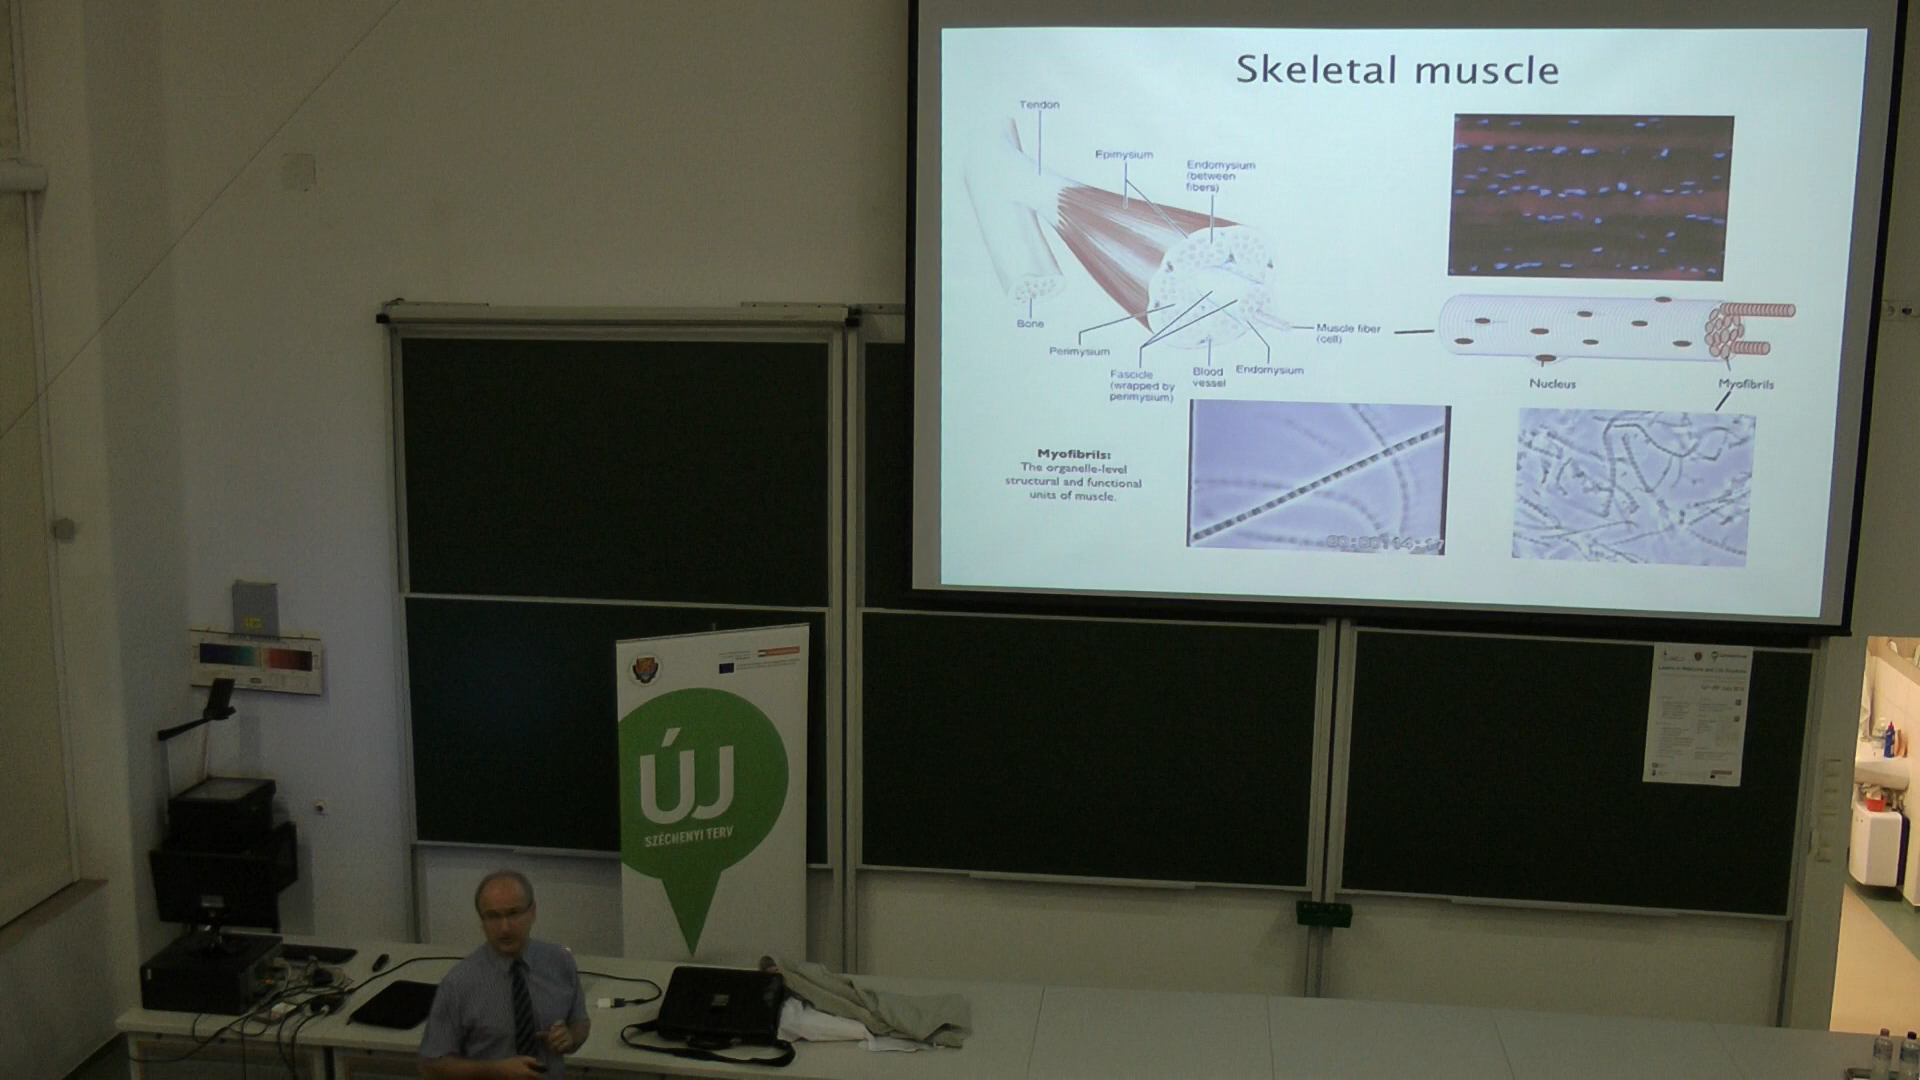 Skeletal muscle
Tendon
Epimysium
Endomysium
(between
fibers)
Bone
Perimysium
Fascicle
(wrapped by
perimysium)
Blood
vessel
Endomysium
Muscle fiber
(cell)
Nucleus
Myofibrils
Myofibrils:
The organelle-level
structural and functional
units of muscle.
ÚJ
SZÉCHENYI TERV